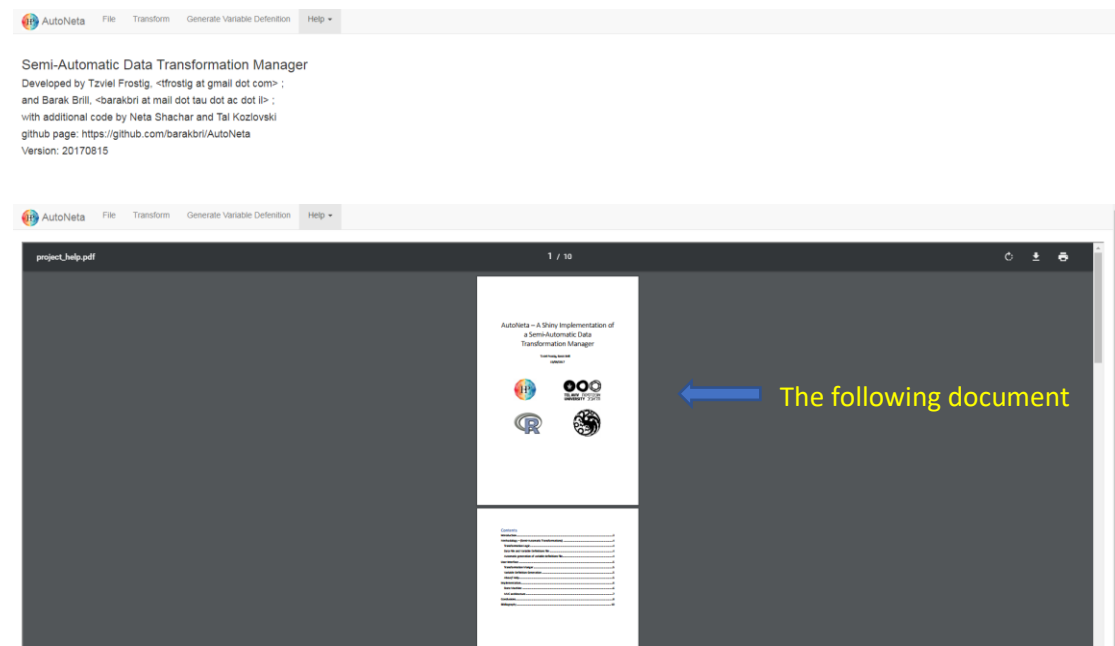 AutoNeta File Transform Generate Variable Defenition Help
Semi-Automatic Data Transformation Manager
Developed by Tzviel Frostig, <tfrostig at gmail dot com> ;
and Barak Brill, <barakbri at mail dot tau dot ac dot il> ;
with additional code by Neta Shachar and Tal Kozlovski
github page: https://github.com/barakbri/AutoNeta
Version: 20170815
AutoNeta File Transform Generate Variable Defenition Help
project_help.pdf 1 / 10
AutoNeta – A Shiny Implementation of
a Semi-Automatic Data
Transformation Manager
TEL AVIV
UNIVERSITY
R
The following document
Contents